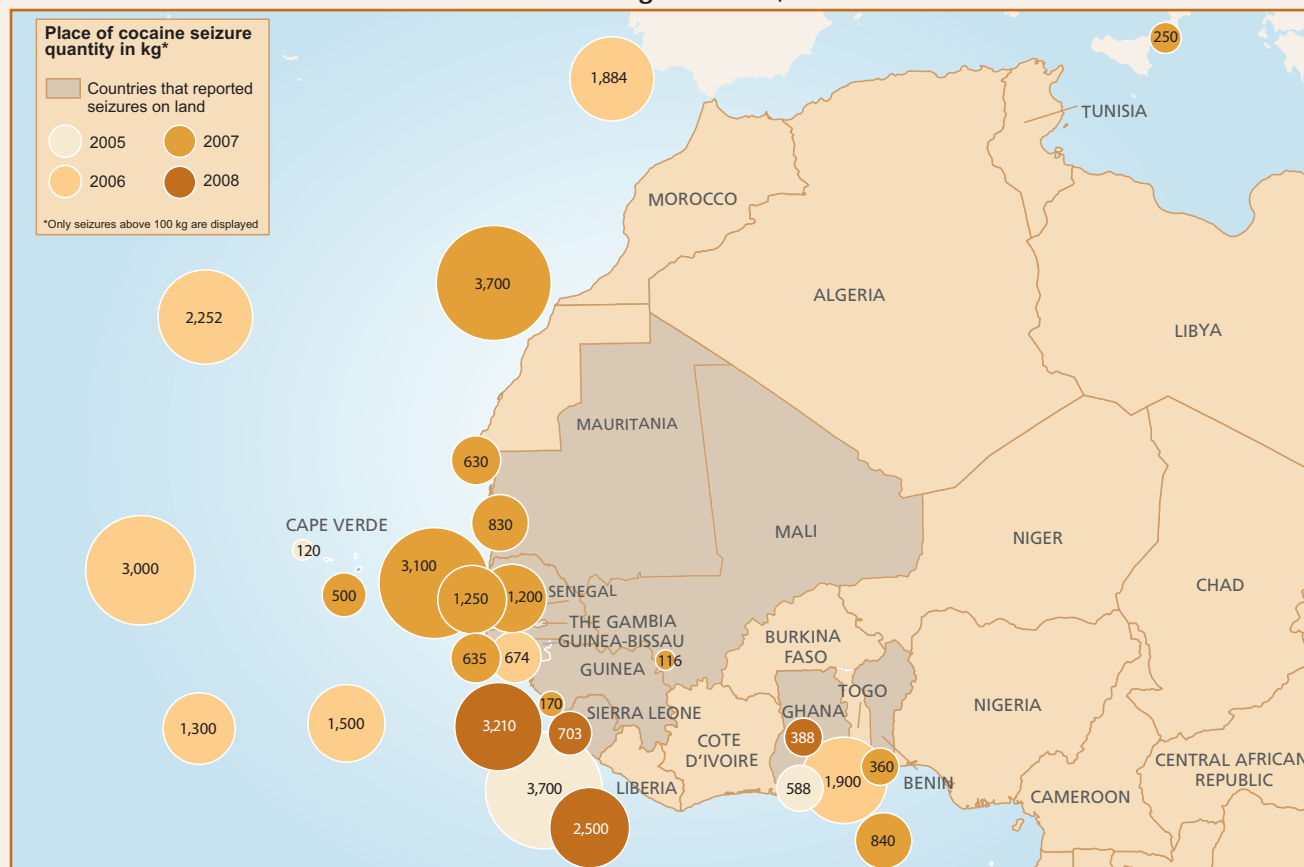 Place of cocaine seizure
quantity in kg*
Countries that reported
seizures on land
2005
2007
2006
2008
*Only seizures above 100 kg are displayed
250
1,884
TUNISIA
MOROCCO
3,700
ALGERIA
2,252
LIBYA
MAURITANIA
630
830
CAPE VERDE
MALI
120
NIGER
3,100
3,000
CHAD
500
1,250
1,200
SENEGAL
THE GAMBIA
GUINEA-BISSAU
BURKINA
FASO
635
674
GUINEA
116
TOGO
170
SIERRA LEONE
GHANA
NIGERIA
1,300
1,500
3,210
703
388
COTE
D'IVOIRE
CENTRAL AFRICAN
REPUBLIC
360
3,700
LIBERIA
588
1,900
BENIN
CAMEROON
2,500
840